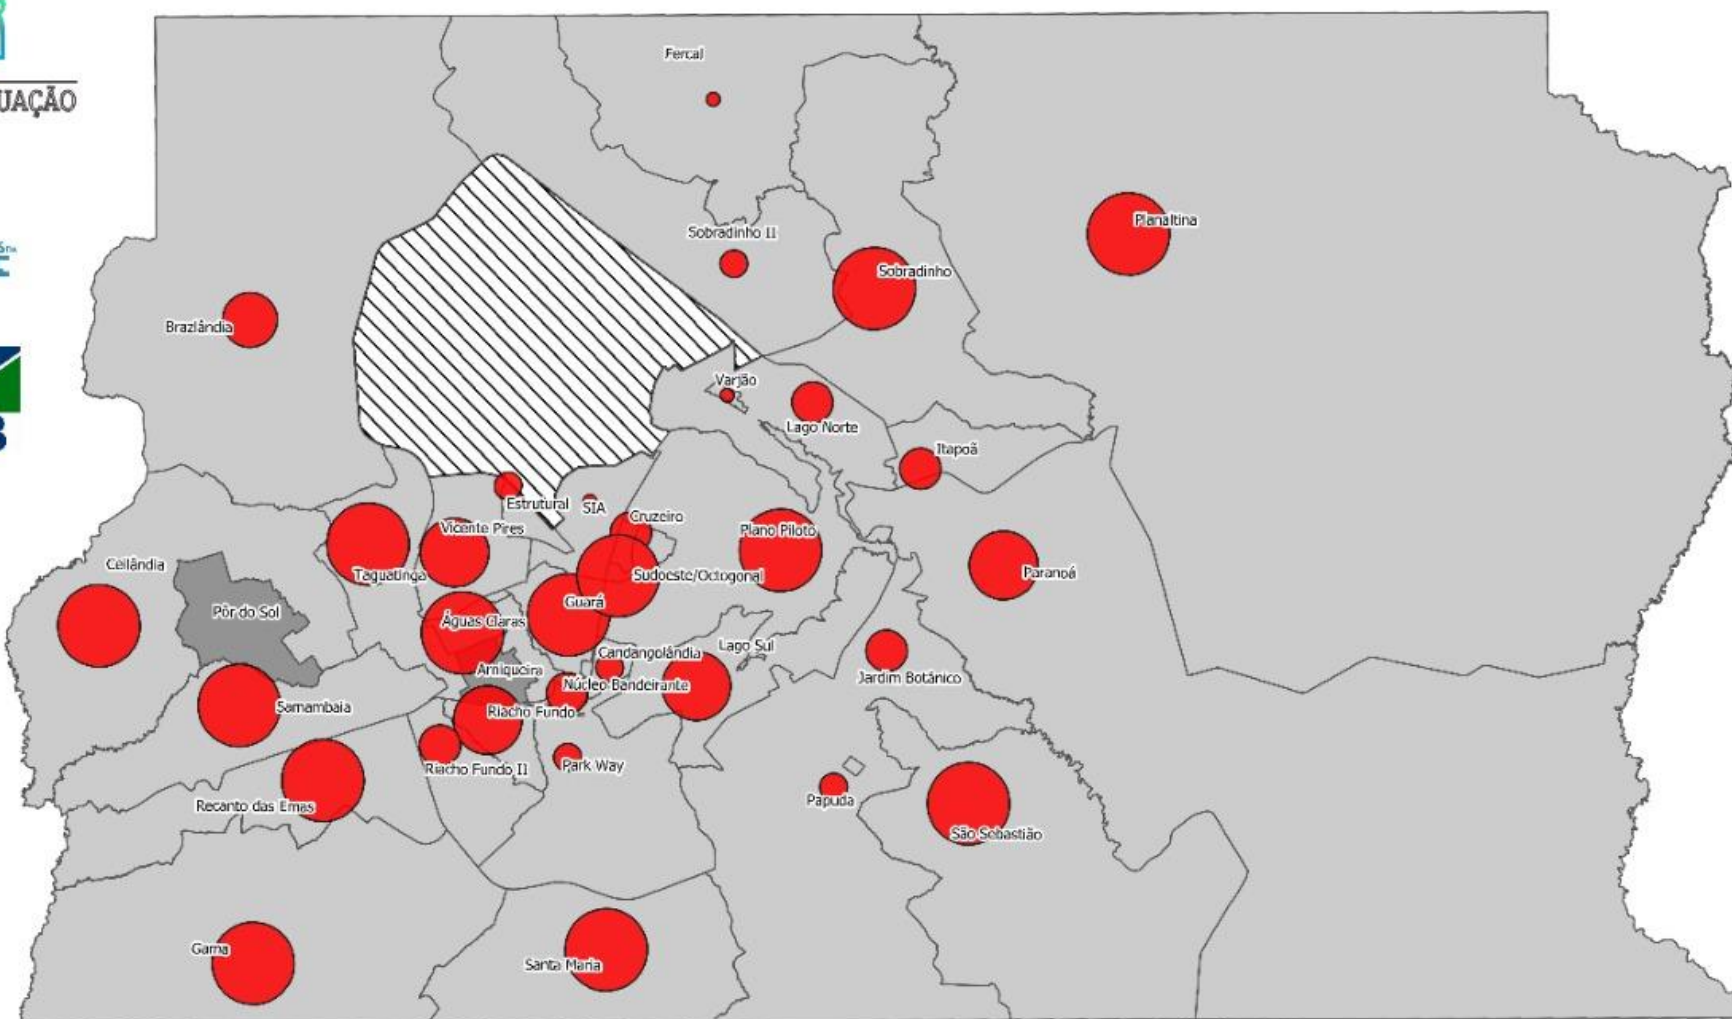 Fercal
UAÇÃO
Planaltina
Sobradinho II
Sobradinho
Brazlândia
Varjão
Lago Norte
Itapoã
Estrutural
SIA
Cruzeiro
Vicente Pires
Plano Piloto
Ceilândia
Taguatinga
Sudoeste/Octogonal
Paranoá
Pôr do Sol
Guará
Águas Claras
Lago Sul
Candangolândia
Arniqueira
Jardim Botânico
Núcleo Bandeirante
Samambaia
Riacho Fundo
Riacho Fundo II
Park Way
Recanto das Emas
Papuda
São Sebastião
Gama
Santa Maria